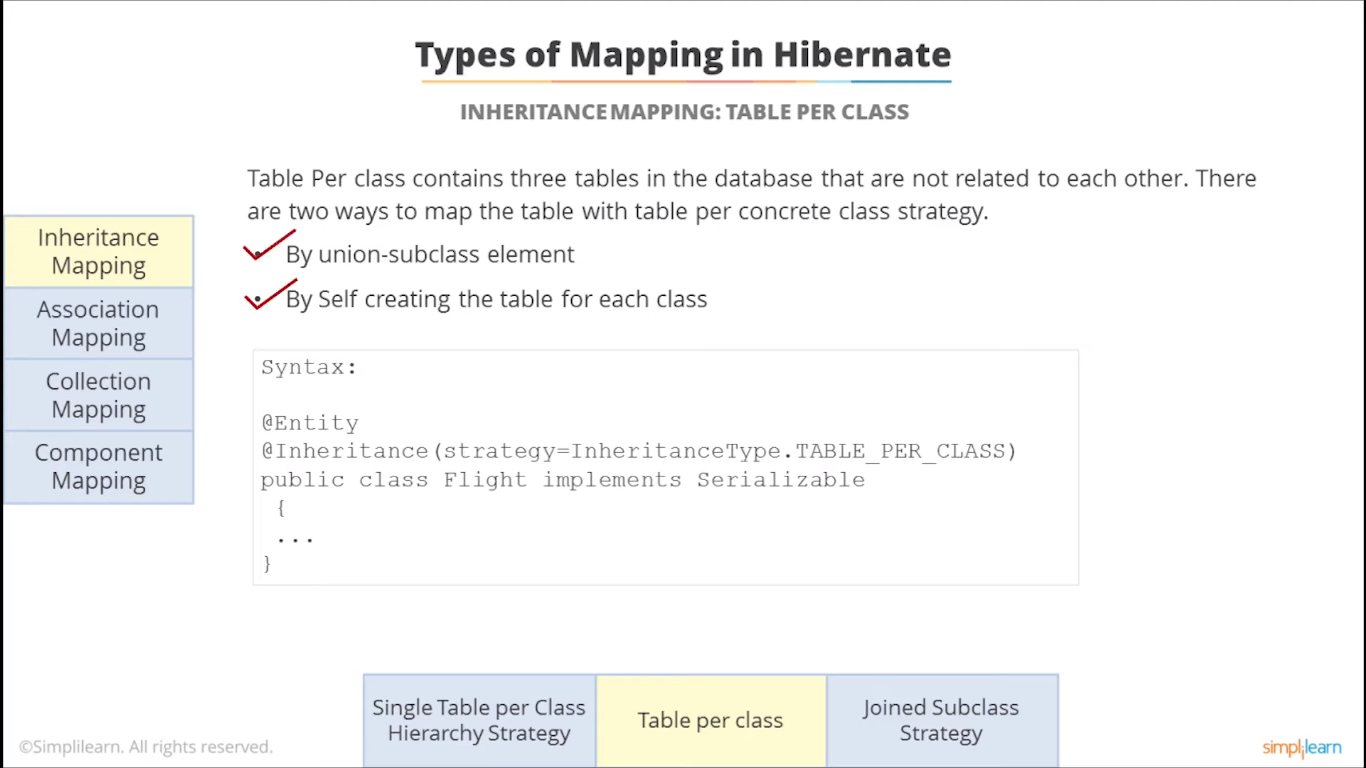 Types of Mapping in Hibernate
INHERITANCE MAPPING: TABLE PER CLASS
Table Per class contains three tables in the database that are not related to each other. There
are two ways to map the table with table per concrete class strategy.
• By union-subclass element
• By Self creating the table for each class
Inheritance
Mapping
Association
Mapping
Collection
Mapping
Component
Mapping
Syntax:
@Entity
@Inheritance(strategy=InheritanceType.TABLE_PER_CLASS)
public class Flight implements Serializable
{
...
}
Single Table per Class
Hierarchy Strategy
Table per class
Joined Subclass
Strategy
©Simplilearn. All rights reserved.
simplilearn